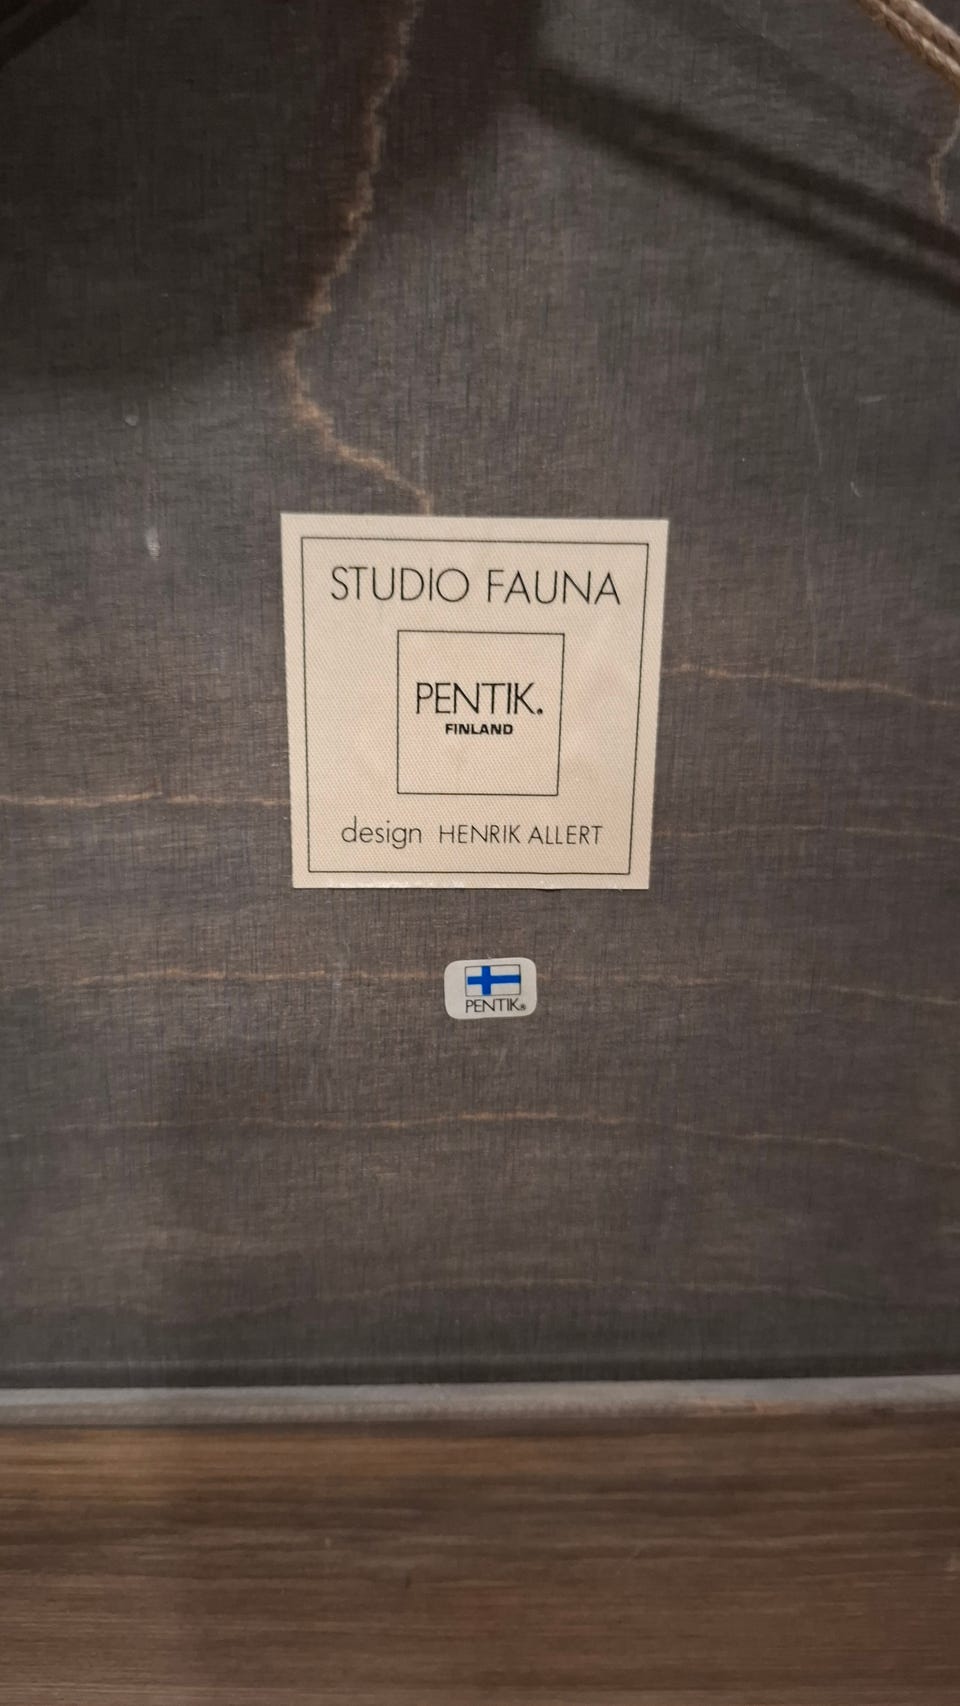 STUDIO FAUNA
PENTIK.
FINLAND
design HENRIK ALLERT
PENTIK®